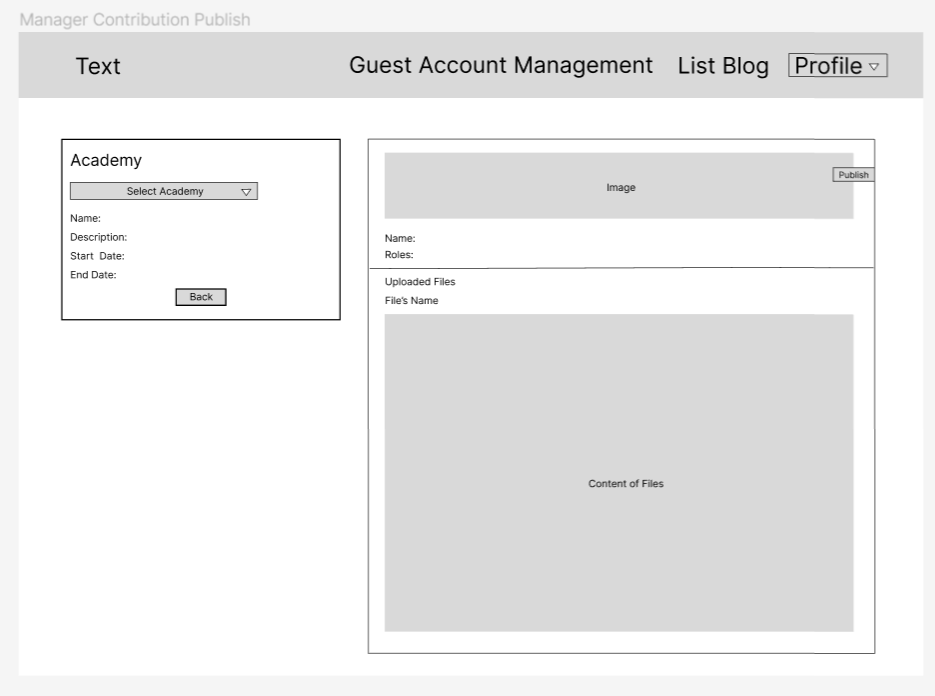 Manager Contribution Publish
Text Guest Account Management List Blog Profile
Academy
Select Academy
Name:
Description:
Start Date:
End Date:
Back
Image
Publish
Name:
Roles:
Uploaded Files
File's Name
Content of Files